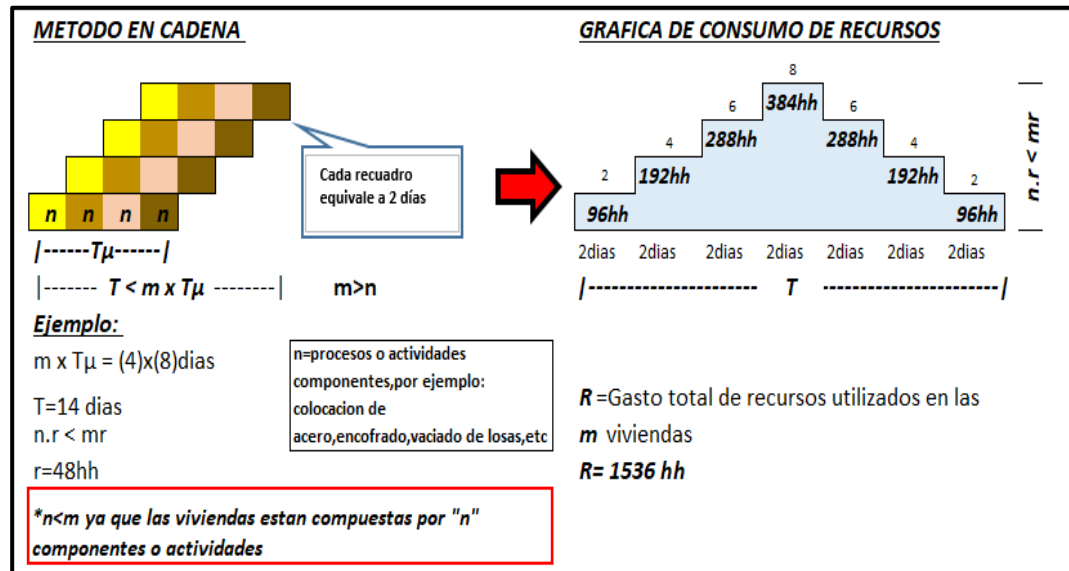 METODO EN CADENA
n n n n
|------Tµ------|
|------- T < m x Tµ --------| m>n
Cada recuadro
equivale a 2 días
Ejemplo:
m x Tµ = (4)x(8)dias
T=14 dias
n.r < mr
r=48hh
n=procesos o actividades
componentes,por ejemplo:
colocacion de
acero,encofrado,vaciado de losas,etc
*n<m ya que las viviendas estan compuestas por "n"
componentes o actividades
GRAFICA DE CONSUMO DE RECURSOS
8
6 384hh 6
4 288hh 288hh 4
2 192hh 192hh 2
96hh 96hh
n.r < mr
2dias 2dias 2dias 2dias 2dias 2dias 2dias
|----------------------- T ------------------------|
R =Gasto total de recursos utilizados en las
m viviendas
R= 1536 hh